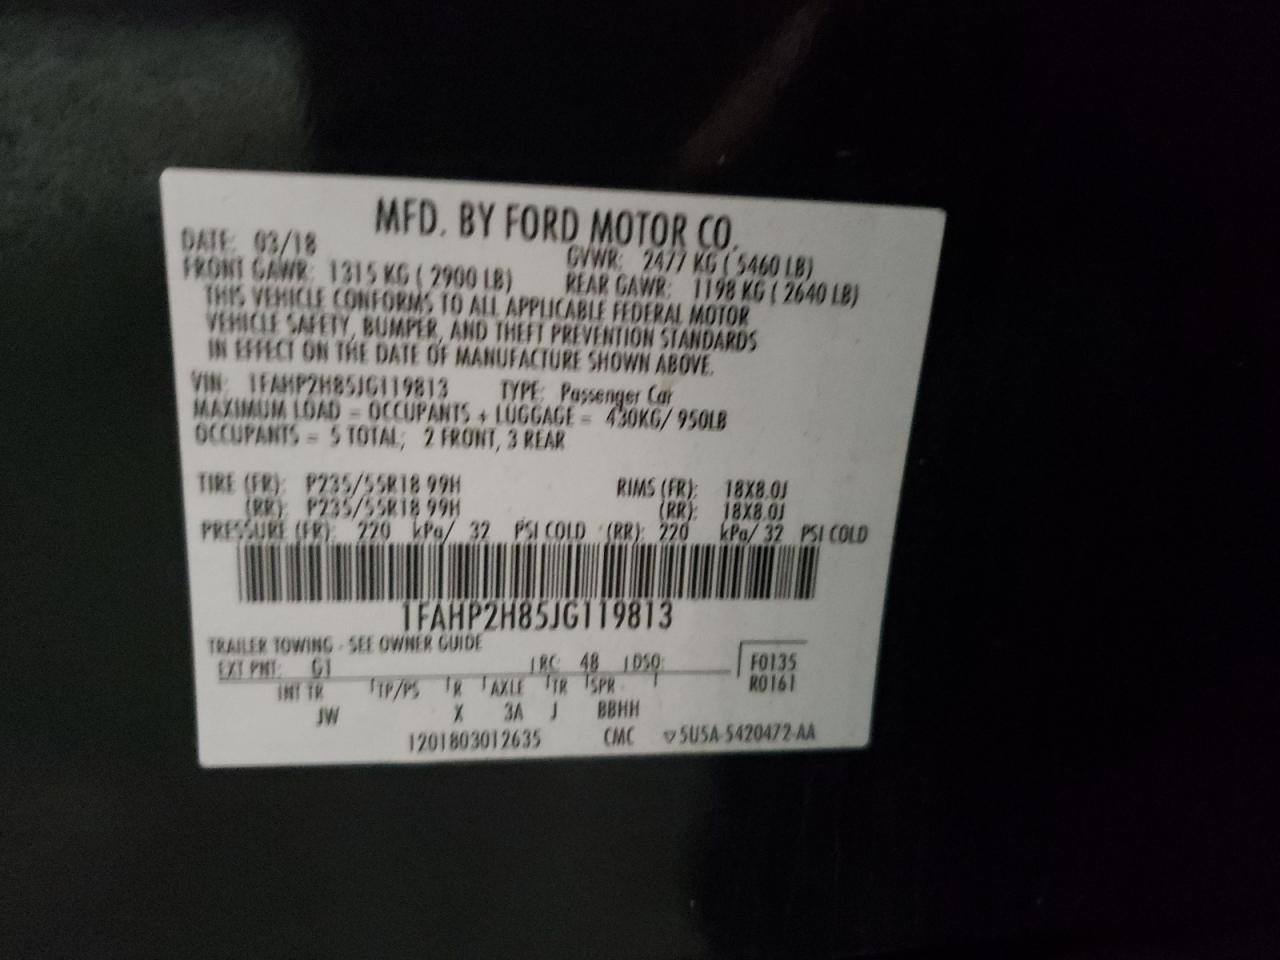 MFD. BY FORD MOTOR CO.
DATE: 03/18 GVWR: 2477 KG ( 5460 LB)
FRONT GAWR: 1315 KG ( 2900 LB) REAR GAWR: 1198 KG ( 2640 LB)
THIS VEHICLE CONFORMS TO ALL APPLICABLE FEDERAL MOTOR
VEHICLE SAFETY, BUMPER, AND THEFT PREVENTION STANDARDS
IN EFFECT ON THE DATE OF MANUFACTURE SHOWN ABOVE.
VIN: 1FAHP2H85JG119813 TYPE: Passenger Car
MAXIMUM LOAD = OCCUPANTS + LUGGAGE = 430KG/ 950LB
OCCUPANTS = 5 TOTAL; 2 FRONT, 3 REAR
TIRE (FR): P235/55R18 99H RIMS (FR): 18X8.0J
(RR): P235/55R18 99H (RR): 18X8.0J
PRESSURE (FR): 220 kPa/ 32 PSI COLD (RR): 220 kPa/ 32 PSI COLD
1FAHP2H85JG119813
TRAILER TOWING - SEE OWNER GUIDE
EXT PNT: G1 RC: 48 DSO: F0135
INT TR TP/PS R AXLE TR SPR R0161
JW X 3A J BBHH
1201803012635 CMC ▽5U5A-5420472-AA